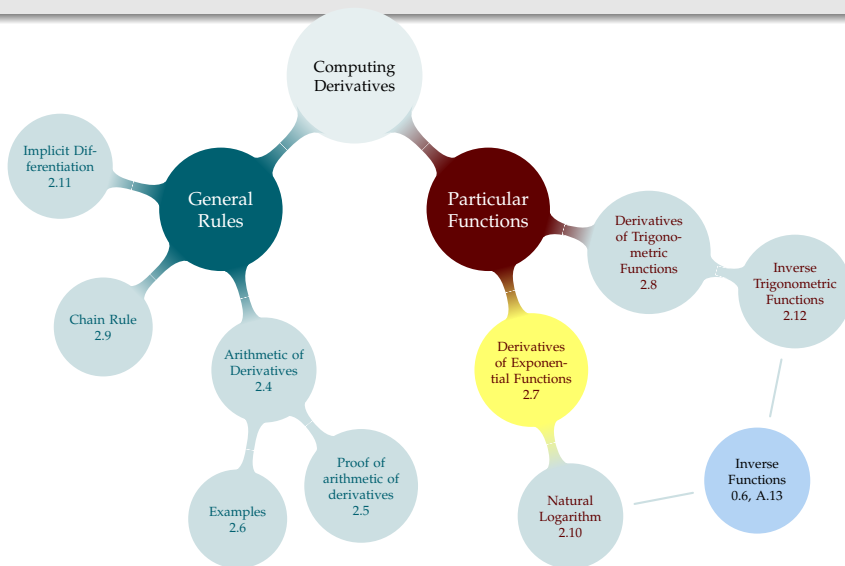 Computing
Derivatives
Implicit Dif-
ferentiation
2.11
General
Rules
Particular
Functions
Derivatives
of Trigono-
metric
Functions
2.8
Inverse
Trigonometric
Functions
2.12
Chain Rule
2.9
Arithmetic of
Derivatives
2.4
Derivatives
of Exponen-
tial Functions
2.7
Proof of
arithmetic of
derivatives
2.5
Examples
2.6
Natural
Logarithm
2.10
Inverse
Functions
0.6, A.13